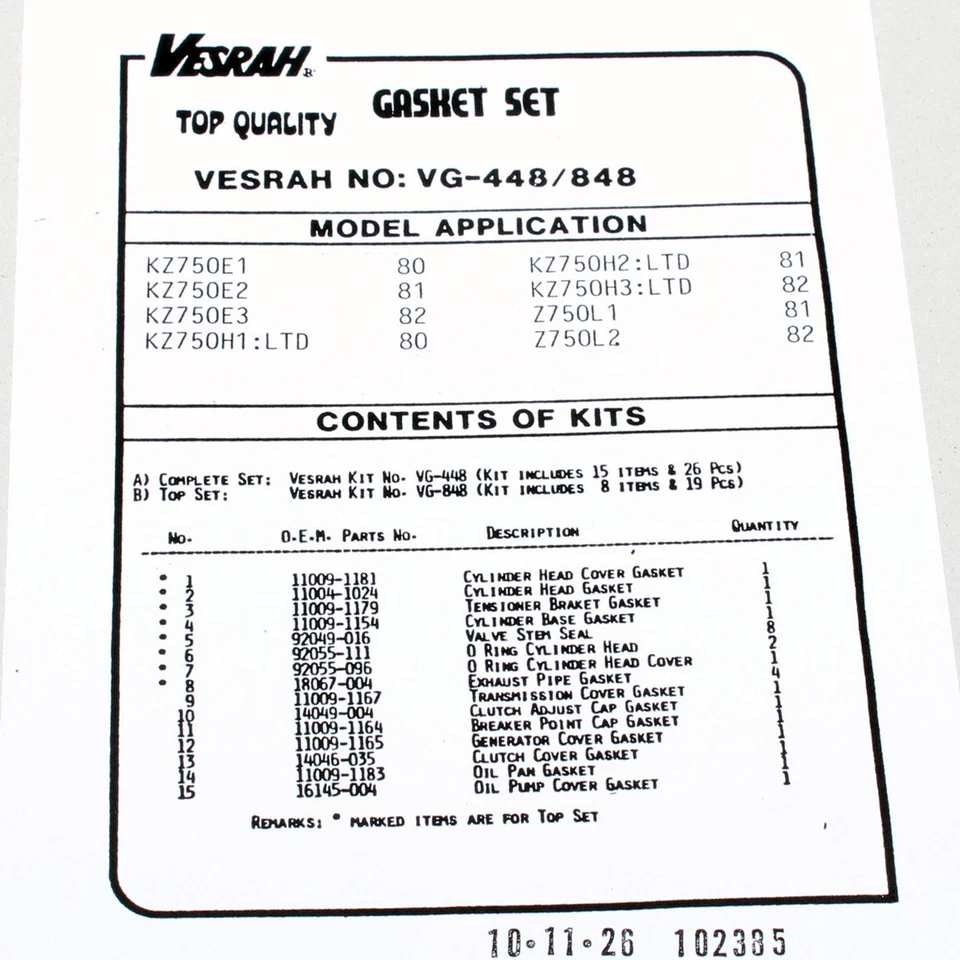 VESRAH®
TOP QUALITY
GASKET SET
VESRAH NO: VG-448/848
MODEL APPLICATION
KZ750E1 80 KZ750H2:LTD 81
KZ750E2 81 KZ750H3:LTD 82
KZ750E3 82 Z750L1 81
KZ750H1:LTD 80 Z750L2 82
CONTENTS OF KITS
A) COMPLETE SET: VESRAH KIT NO. VG-448 (KIT INCLUDES 15 ITEMS & 26 PCS)
B) TOP SET: VESRAH KIT NO. VG-848 (KIT INCLUDES 8 ITEMS & 19 PCS)
NO. O.E.M. PARTS NO. DESCRIPTION QUANTITY
* 1 11009-1181 CYLINDER HEAD COVER GASKET 1
* 2 11004-1024 CYLINDER HEAD GASKET 1
* 3 11009-1179 TENSIONER BRAKET GASKET 1
* 4 11009-1154 CYLINDER BASE GASKET 1
* 5 92049-016 VALVE STEM SEAL 8
* 6 92055-111 O RING CYLINDER HEAD 2
* 7 92055-096 O RING CYLINDER HEAD COVER 1
* 8 18067-004 EXHAUST PIPE GASKET 4
9 11009-1167 TRANSMISSION COVER GASKET 1
10 14049-004 CLUTCH ADJUST CAP GASKET 1
11 11009-1164 BREAKER POINT CAP GASKET 1
12 11009-1165 GENERATOR COVER GASKET 1
13 14046-035 CLUTCH COVER GASKET 1
14 11009-1183 OIL PAN GASKET 1
15 16145-004 OIL PUMP COVER GASKET 1
REMARKS: * MARKED ITEMS ARE FOR TOP SET
10·11·26 102385